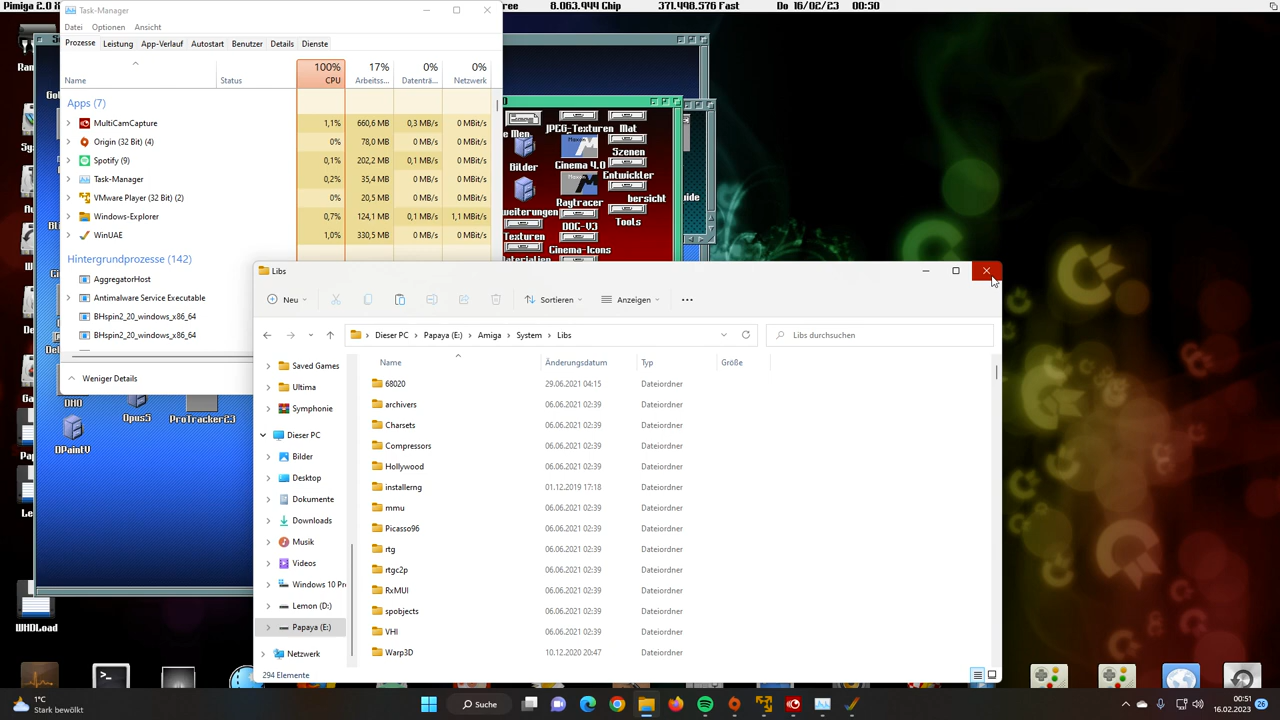 Pimiga 2.0 i
ree 8.063.444 Chip 371.498.576 Fast Do 16/02/23 00:50
Task-Manager
Datei Optionen Ansicht
Prozesse Leistung App-Verlauf Autostart Benutzer Details Dienste
100% 17% 0% 0%
Name Status CPU Arbeitss... Datenträ... Netzwerk
Apps (7)
MultiCamCapture 1,1% 660,6 MB 0,3 MB/s 0 MBit/s
Origin (32 Bit) (4) 0% 78,0 MB 0 MB/s 0 MBit/s
Spotify (9) 0,1% 202,2 MB 0,1 MB/s 0 MBit/s
Task-Manager 0,2% 35,4 MB 0 MB/s 0 MBit/s
VMware Player (32 Bit) (2) 0% 20,5 MB 0 MB/s 0 MBit/s
Windows-Explorer 0,7% 124,1 MB 0,1 MB/s 1,1 MBit/s
WinUAE 1,0% 330,5 MB 0 MB/s 0 MBit/s
Hintergrundprozesse (142)
AggregatorHost
Antimalware Service Executable
BHspin2_20_windows_x86_64
BHspin2_20_windows_x86_64
Weniger Details
e Men.
JPEG-Texturen Mat
Bilder Cinema 4.0 Szenen
Entwickler
Raytracer bersicht
weiterungen Tools
DOC-V3
Texturen
Cinema-Icons
Materialien
uide
Ram
DMO Opus5 ProTracker23
DPaintV
WHDLoad
Libs
Neu Sortieren Anzeigen
Dieser PC Papaya (E:) Amiga System Libs Libs durchsuchen
Name Änderungsdatum Typ Größe
Saved Games
Ultima
Symphonie
Dieser PC
Bilder
Desktop
Dokumente
Downloads
Musik
Videos
Windows 10 Pr
Lemon (D:)
Papaya (E:)
Netzwerk
68020 29.06.2021 04:15 Dateiordner
archivers 06.06.2021 02:39 Dateiordner
Charsets 06.06.2021 02:39 Dateiordner
Compressors 06.06.2021 02:39 Dateiordner
Hollywood 06.06.2021 02:39 Dateiordner
installerng 01.12.2019 17:18 Dateiordner
mmu 06.06.2021 02:39 Dateiordner
Picasso96 06.06.2021 02:39 Dateiordner
rtg 06.06.2021 02:39 Dateiordner
rtgc2p 06.06.2021 02:39 Dateiordner
RxMUI 06.06.2021 02:39 Dateiordner
spobjects 06.06.2021 02:39 Dateiordner
VHI 06.06.2021 02:39 Dateiordner
Warp3D 10.12.2020 20:47 Dateiordner
294 Elemente
1°C
Stark bewölkt
Suche
00:51
16.02.2023
26